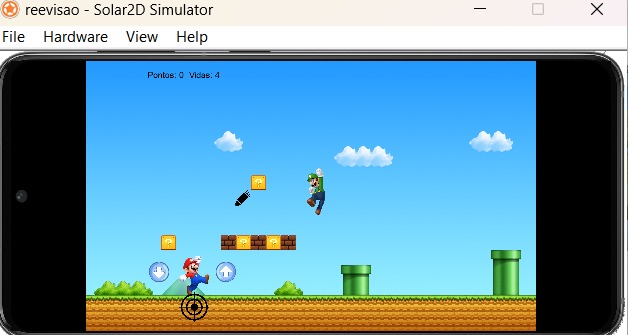 reevisao - Solar2D Simulator
File Hardware View Help
Pontos: 0 Vidas: 4